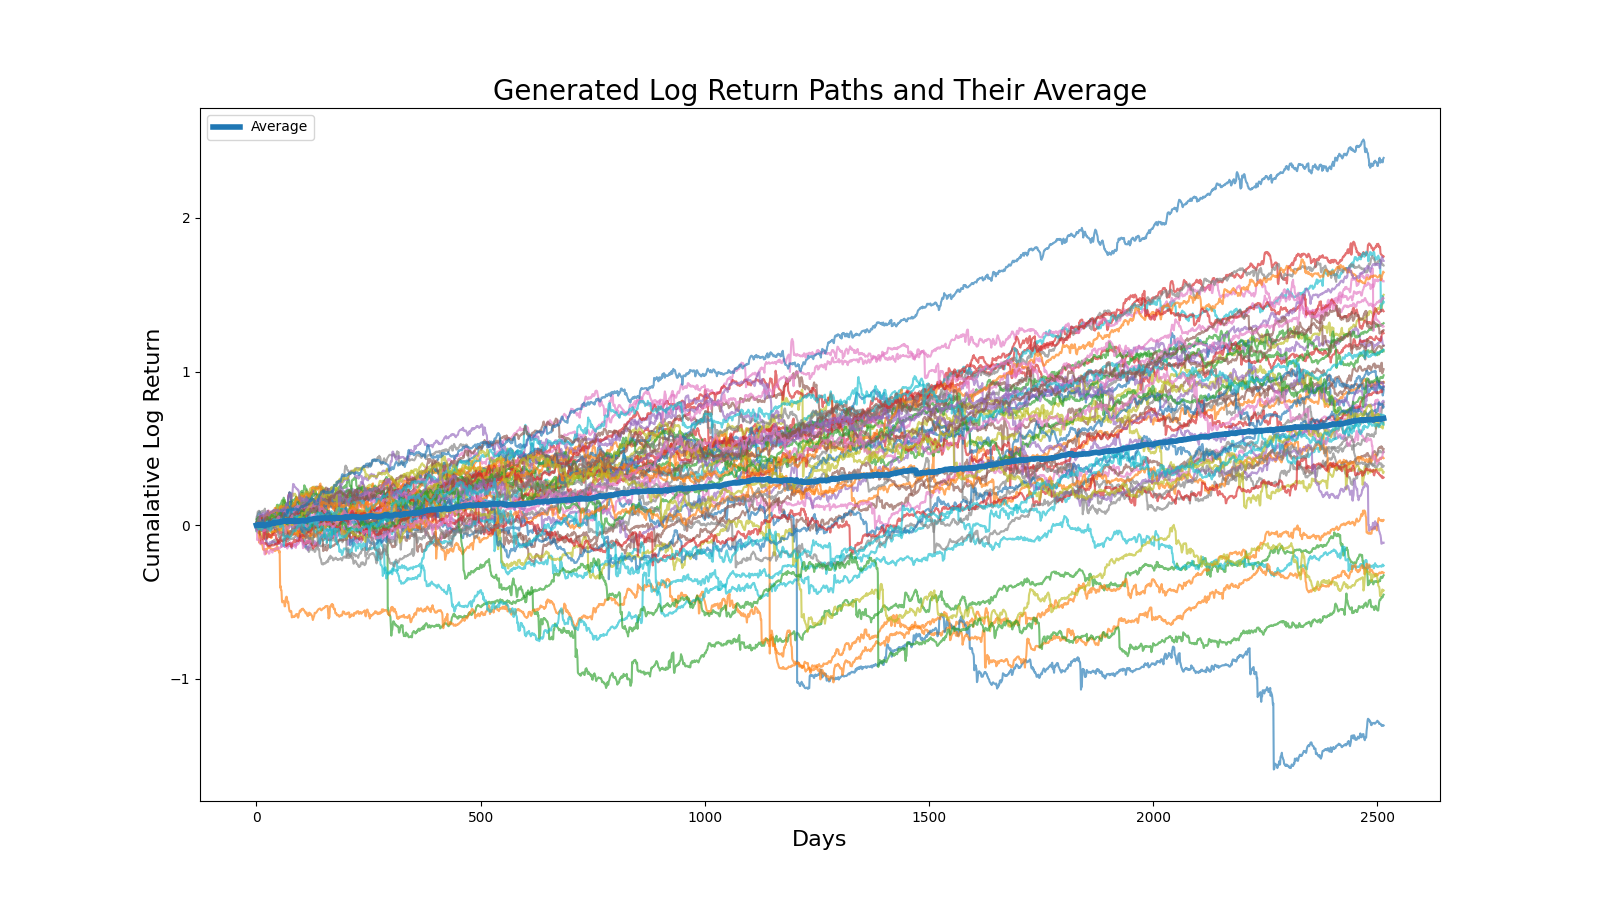 Generated Log Return Paths and Their Average
Average
Cumalative Log Return
2
1
0
−1
0 500 1000 1500 2000 2500
Days